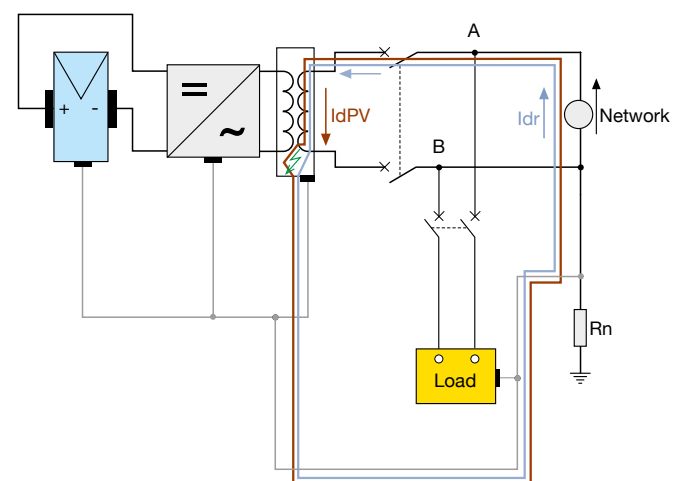 A
+ -
= ~
IdPV
Idr
Network
B
Rn
Load